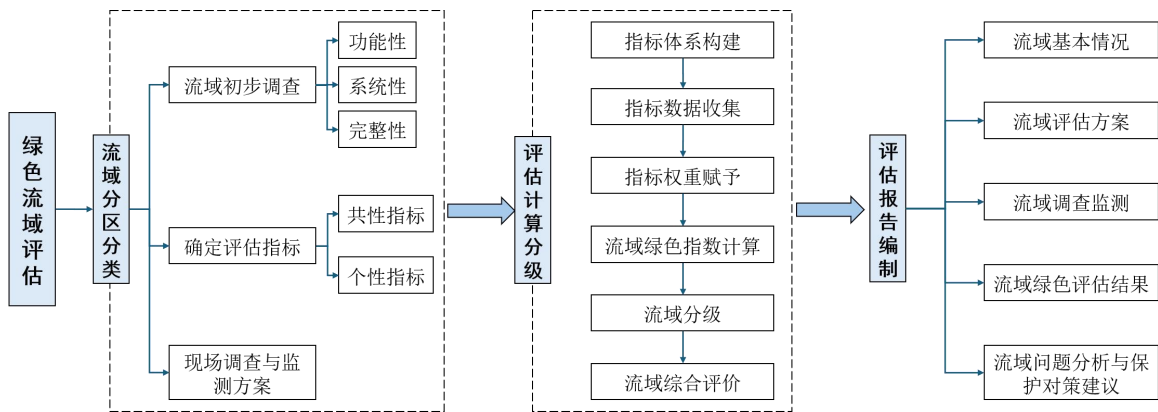 绿色流域评估
流域分区分类
流域初步调查
功能性
系统性
完整性
确定评估指标
共性指标
个性指标
现场调查与监
测方案
评估计算分级
指标体系构建
指标数据收集
指标权重赋予
流域绿色指数计算
流域分级
流域综合评价
评估报告编制
流域基本情况
流域评估方案
流域调查监测
流域绿色评估结果
流域问题分析与保
护对策建议